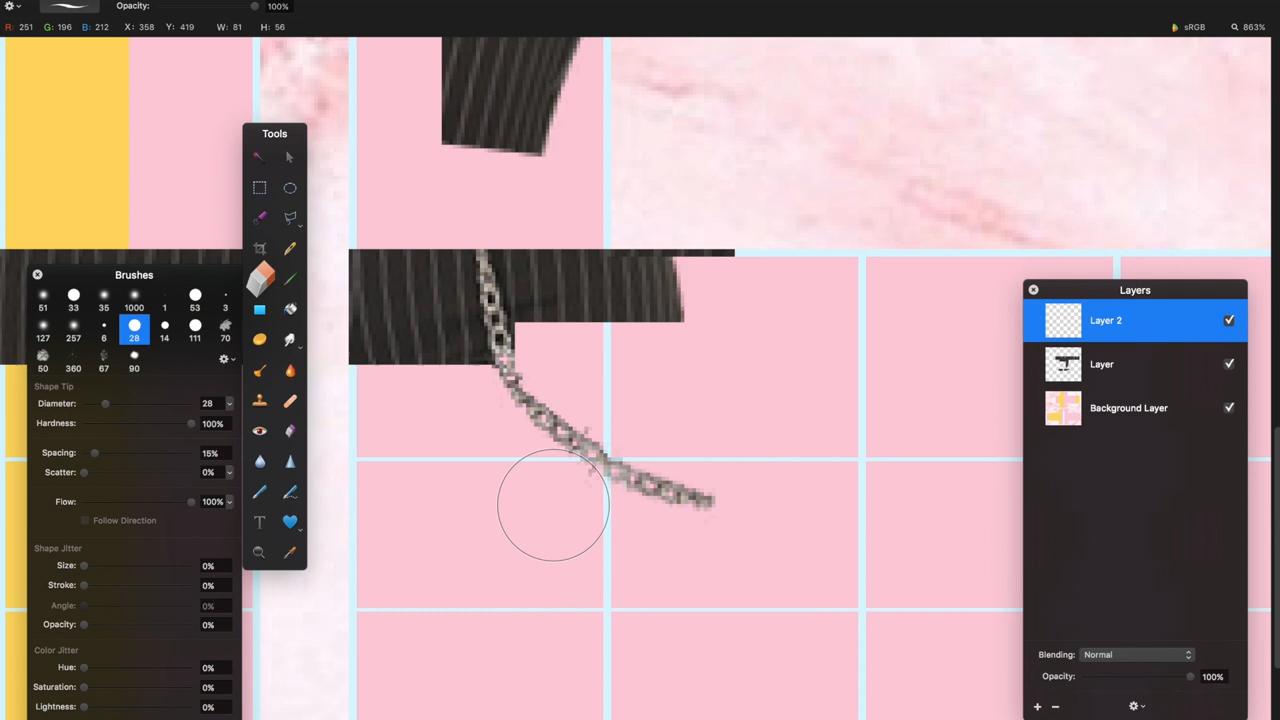 Opacity: 100%
R: 251 G: 196 B: 212 X: 358 Y: 419 W: 81 H: 56 sRGB 863%
Tools
Brushes
51 33 35 1000 1 53 3
127 257 6 28 14 111 70
50 360 67 90
Shape Tip
Diameter: 28
Hardness: 100%
Spacing: 15%
Scatter: 0%
Flow: 100%
Follow Direction
Shape Jitter
Size: 0%
Stroke: 0%
Angle: 0%
Opacity: 0%
Color Jitter
Hue: 0%
Saturation: 0%
Lightness: 0%
T
Layers
Layer 2
Layer
Background Layer
Blending: Normal
Opacity: 100%